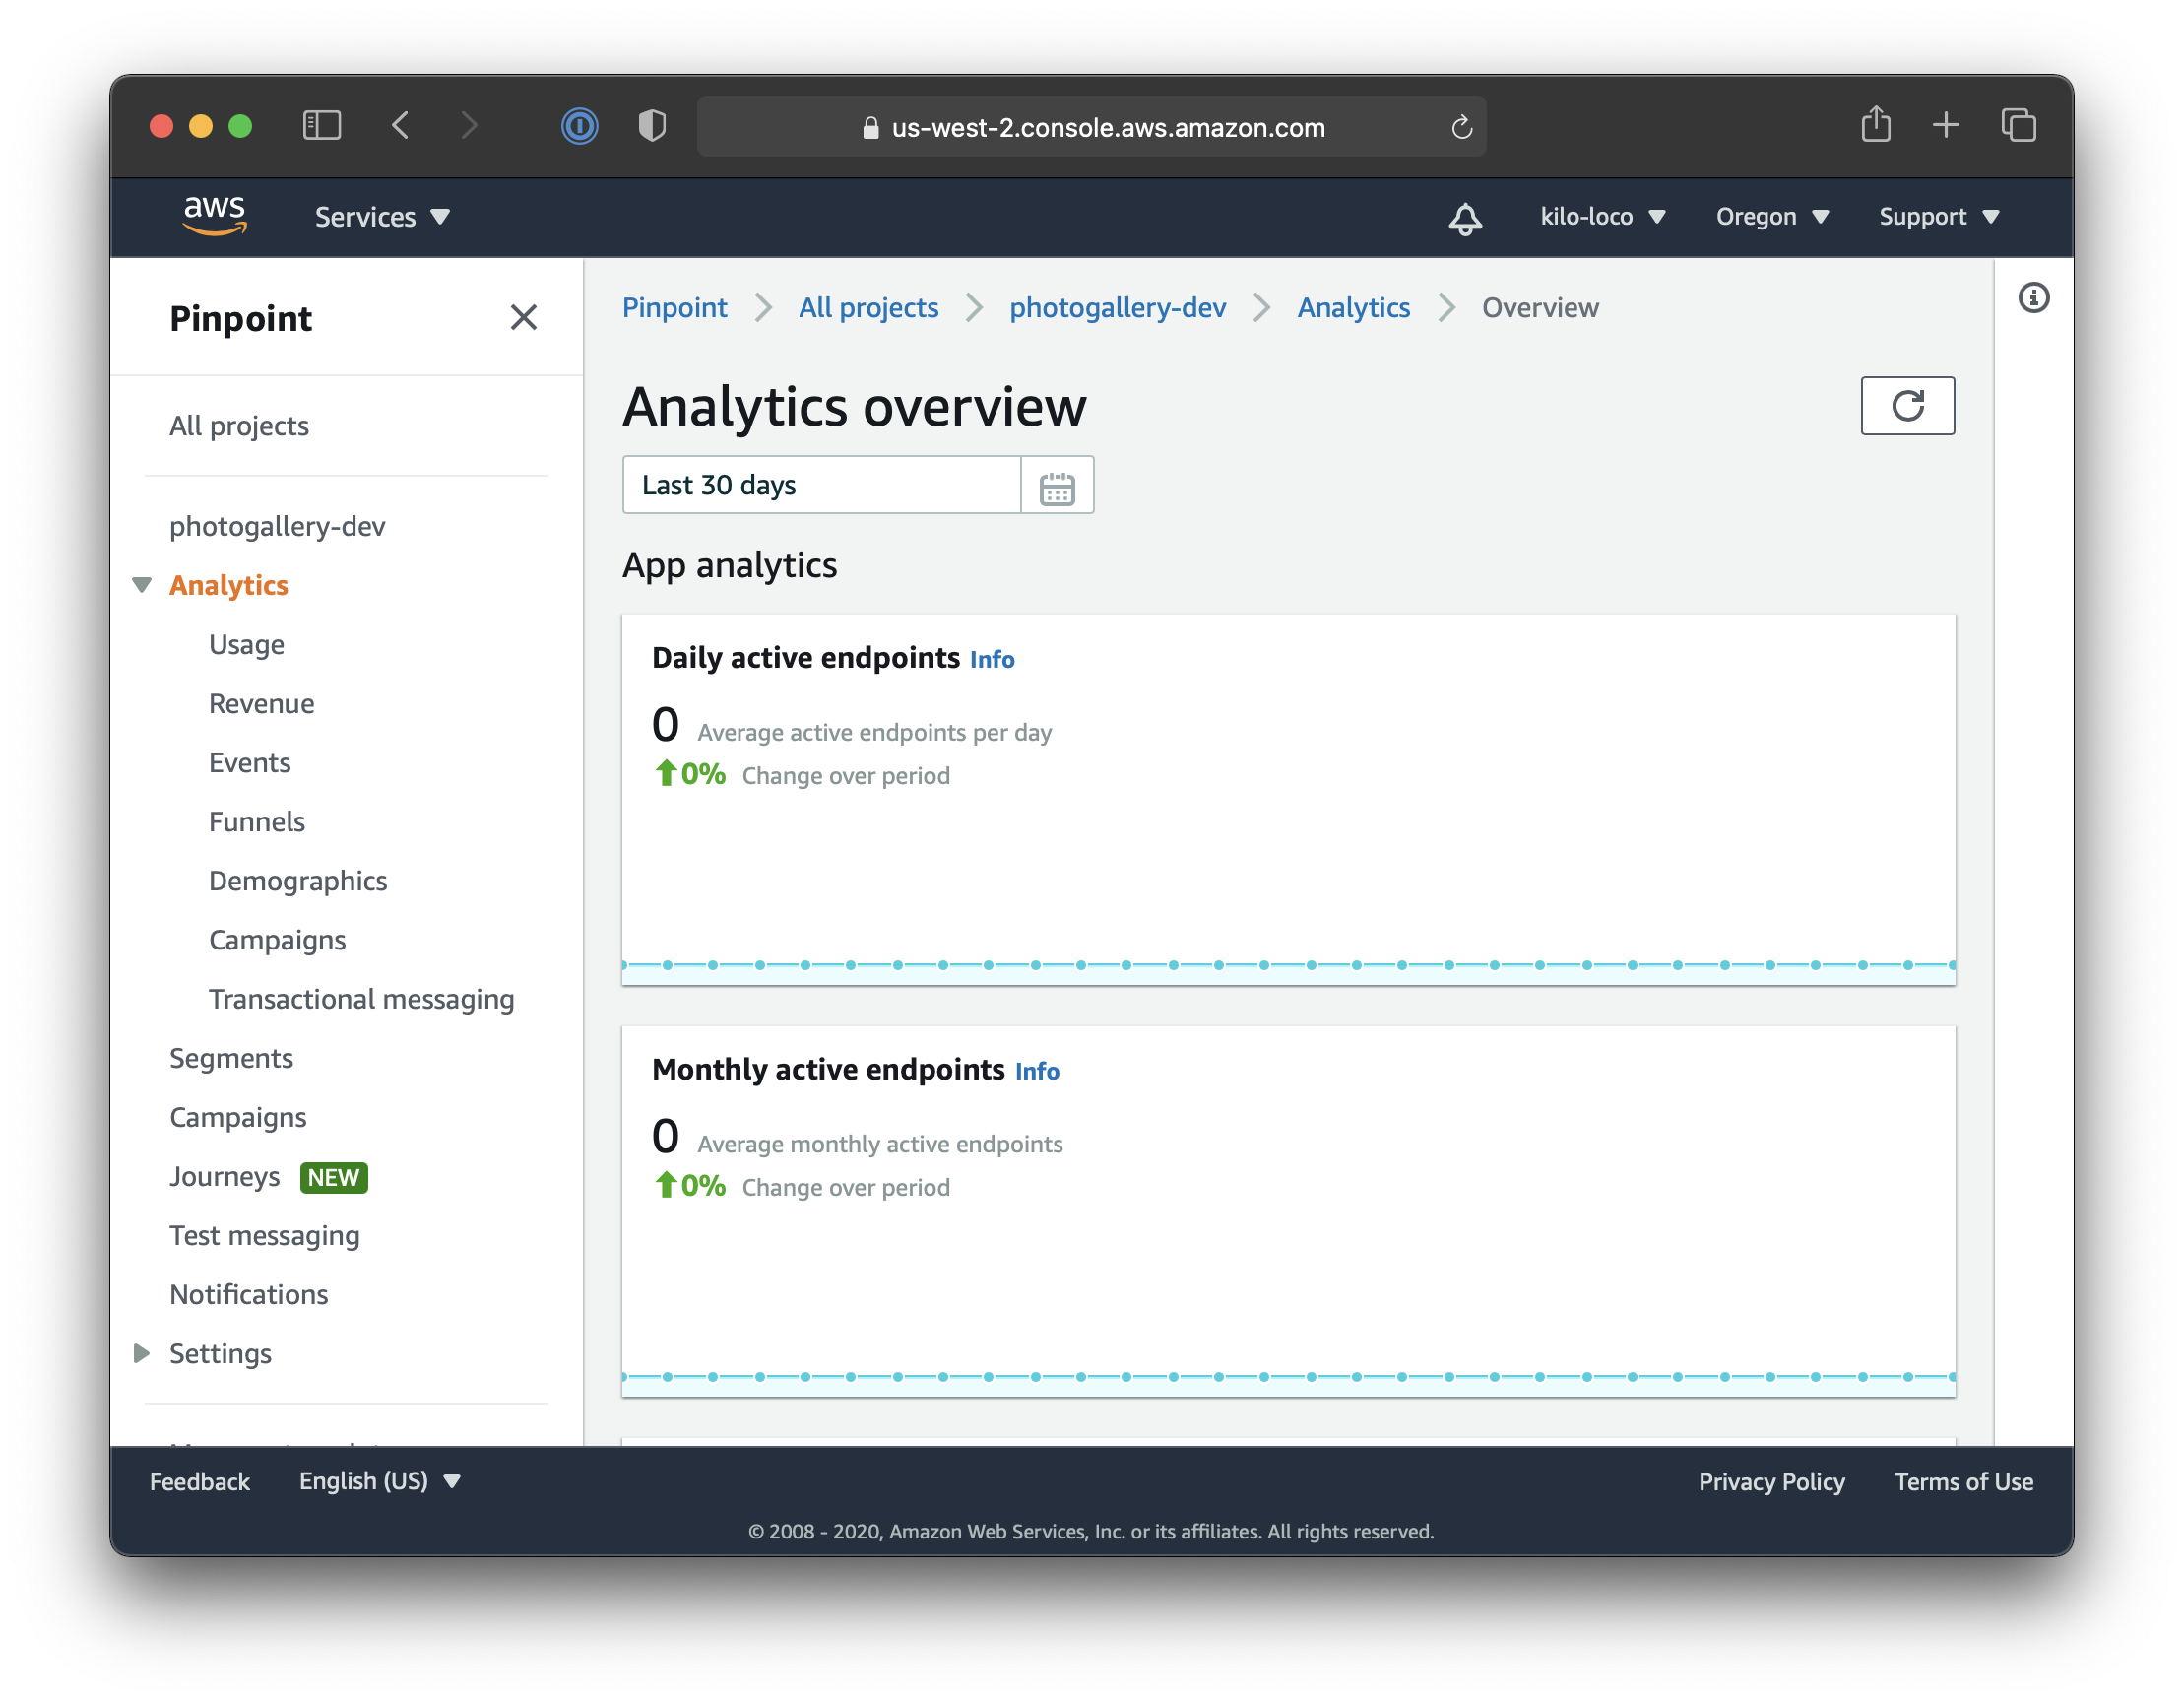 us-west-2.console.aws.amazon.com
aws
Services
kilo-loco
Oregon
Support
Pinpoint
All projects
photogallery-dev
Analytics
Usage
Revenue
Events
Funnels
Demographics
Campaigns
Transactional messaging
Segments
Campaigns
Journeys NEW
Test messaging
Notifications
Settings
Pinpoint All projects photogallery-dev Analytics Overview
Analytics overview
Last 30 days
App analytics
Daily active endpoints Info
0 Average active endpoints per day
0% Change over period
Monthly active endpoints Info
0 Average monthly active endpoints
0% Change over period
Feedback
English (US)
Privacy Policy
Terms of Use
© 2008 - 2020, Amazon Web Services, Inc. or its affiliates. All rights reserved.